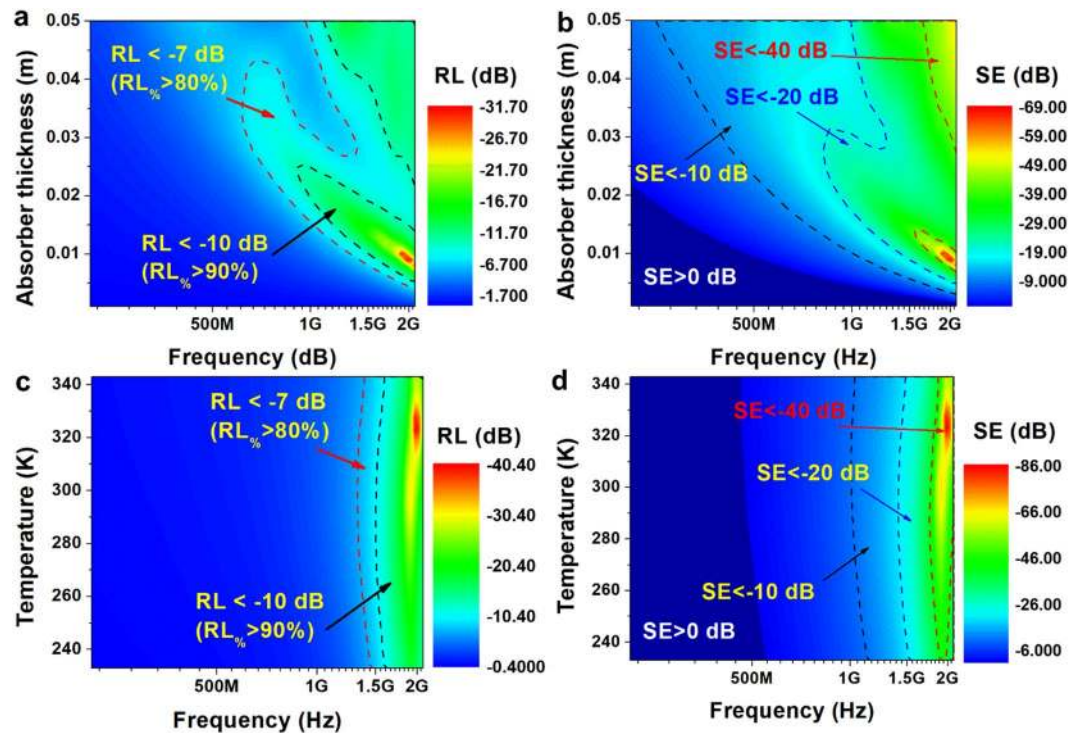 a
0.05
0.04
0.03
0.02
0.01
Absorber thickness (m)
RL < -7 dB
(RL%>80%)
RL < -10 dB
(RL%>90%)
500M 1G 1.5G 2G
Frequency (dB)
RL (dB)
-31.70
-26.70
-21.70
-16.70
-11.70
-6.700
-1.700
b
0.05
0.04
0.03
0.02
0.01
Absorber thickness (m)
SE<-40 dB
SE<-20 dB
SE<-10 dB
SE>0 dB
500M 1G 1.5G 2G
Frequency (Hz)
SE (dB)
-69.00
-59.00
-49.00
-39.00
-29.00
-19.00
-9.000
c
340
320
300
280
260
240
Temperature (K)
RL < -7 dB
(RL%>80%)
RL < -10 dB
(RL%>90%)
500M 1G 1.5G 2G
Frequency (Hz)
RL (dB)
-40.40
-30.40
-20.40
-10.40
-0.4000
d
340
320
300
280
260
240
Temperature (K)
SE<-40 dB
SE<-20 dB
SE<-10 dB
SE>0 dB
500M 1G 1.5G 2G
Frequency (Hz)
SE (dB)
-86.00
-66.00
-46.00
-26.00
-6.000